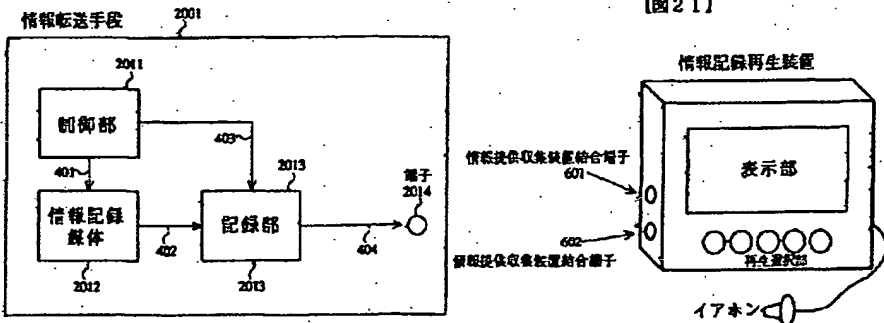 【図21】
情報転送手段
2001
2011
制御部
401
403
情報記録
媒体
2012
402
2013
記録部
2013
404
端子
2014
情報記録再生装置
表示部
情報提供収集装置結合端子
601
602
情報提供収集装置結合端子
再生選択部
イアホン